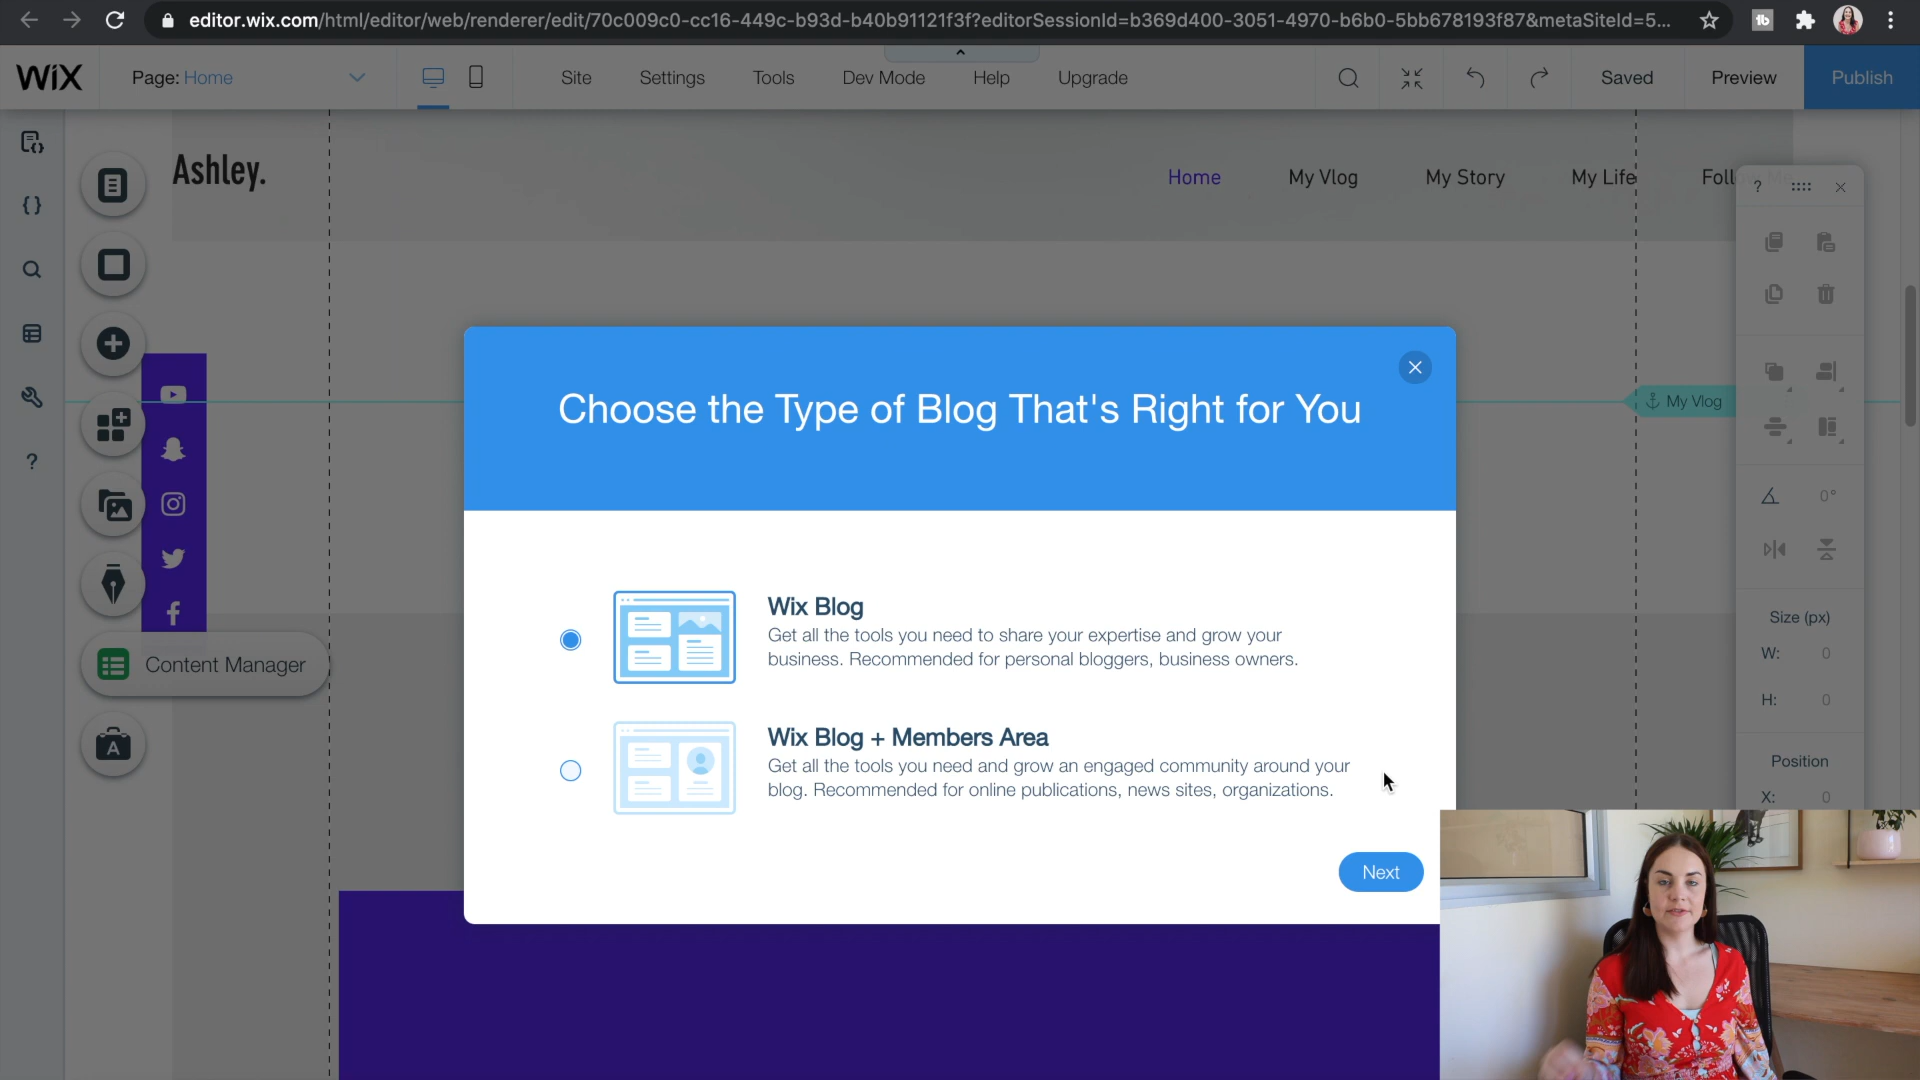 editor.wix.com/html/editor/web/renderer/edit/70c009c0-cc16-449c-b93d-b40b91121f3f?editorSessionId=b369d400-3051-4970-b6b0-5bb678193f87&metaSiteId=5...
WiX
Page: Home
Site
Settings
Tools
Dev Mode
Help
Upgrade
Saved
Preview
Publish
Ashley.
Home
My Vlog
My Story
My Life
Follow Me
My Vlog
Choose the Type of Blog That's Right for You
Wix Blog
Get all the tools you need to share your expertise and grow your
business. Recommended for personal bloggers, business owners.
Wix Blog + Members Area
Get all the tools you need and grow an engaged community around your
blog. Recommended for online publications, news sites, organizations.
Next
Content Manager
0°
Size (px)
W: 0
H: 0
Position
X: 0